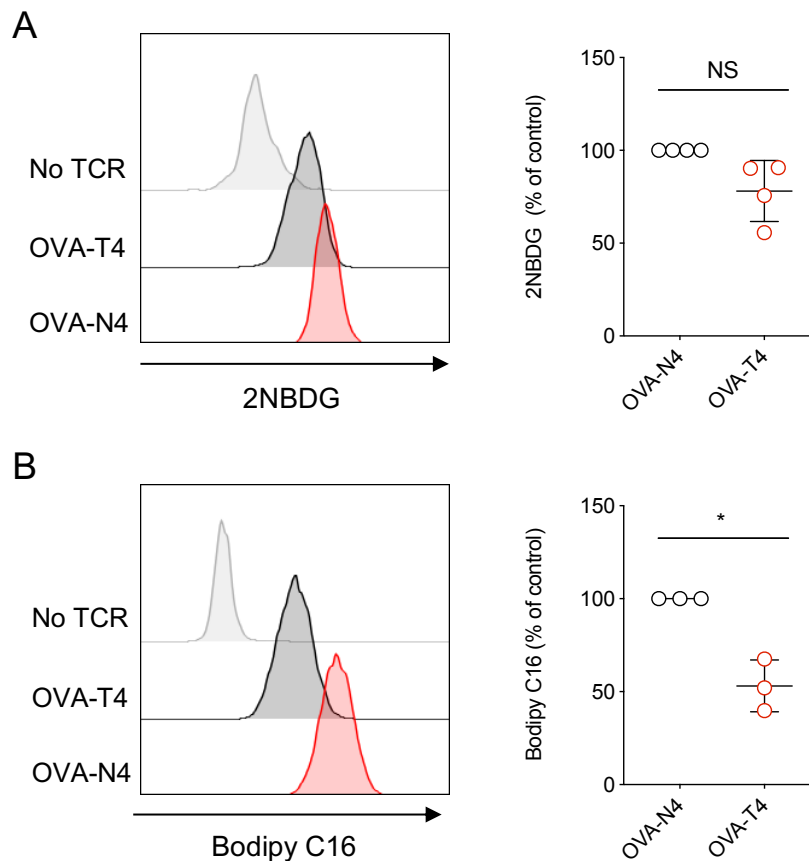 A
No TCR
OVA-T4
OVA-N4
2NBDG
2NBDG (% of control)
150
100
50
0
NS
OVA-N4
OVA-T4
B
No TCR
OVA-T4
OVA-N4
Bodipy C16
Bodipy C16 (% of control)
150
100
50
0
*
OVA-N4
OVA-T4